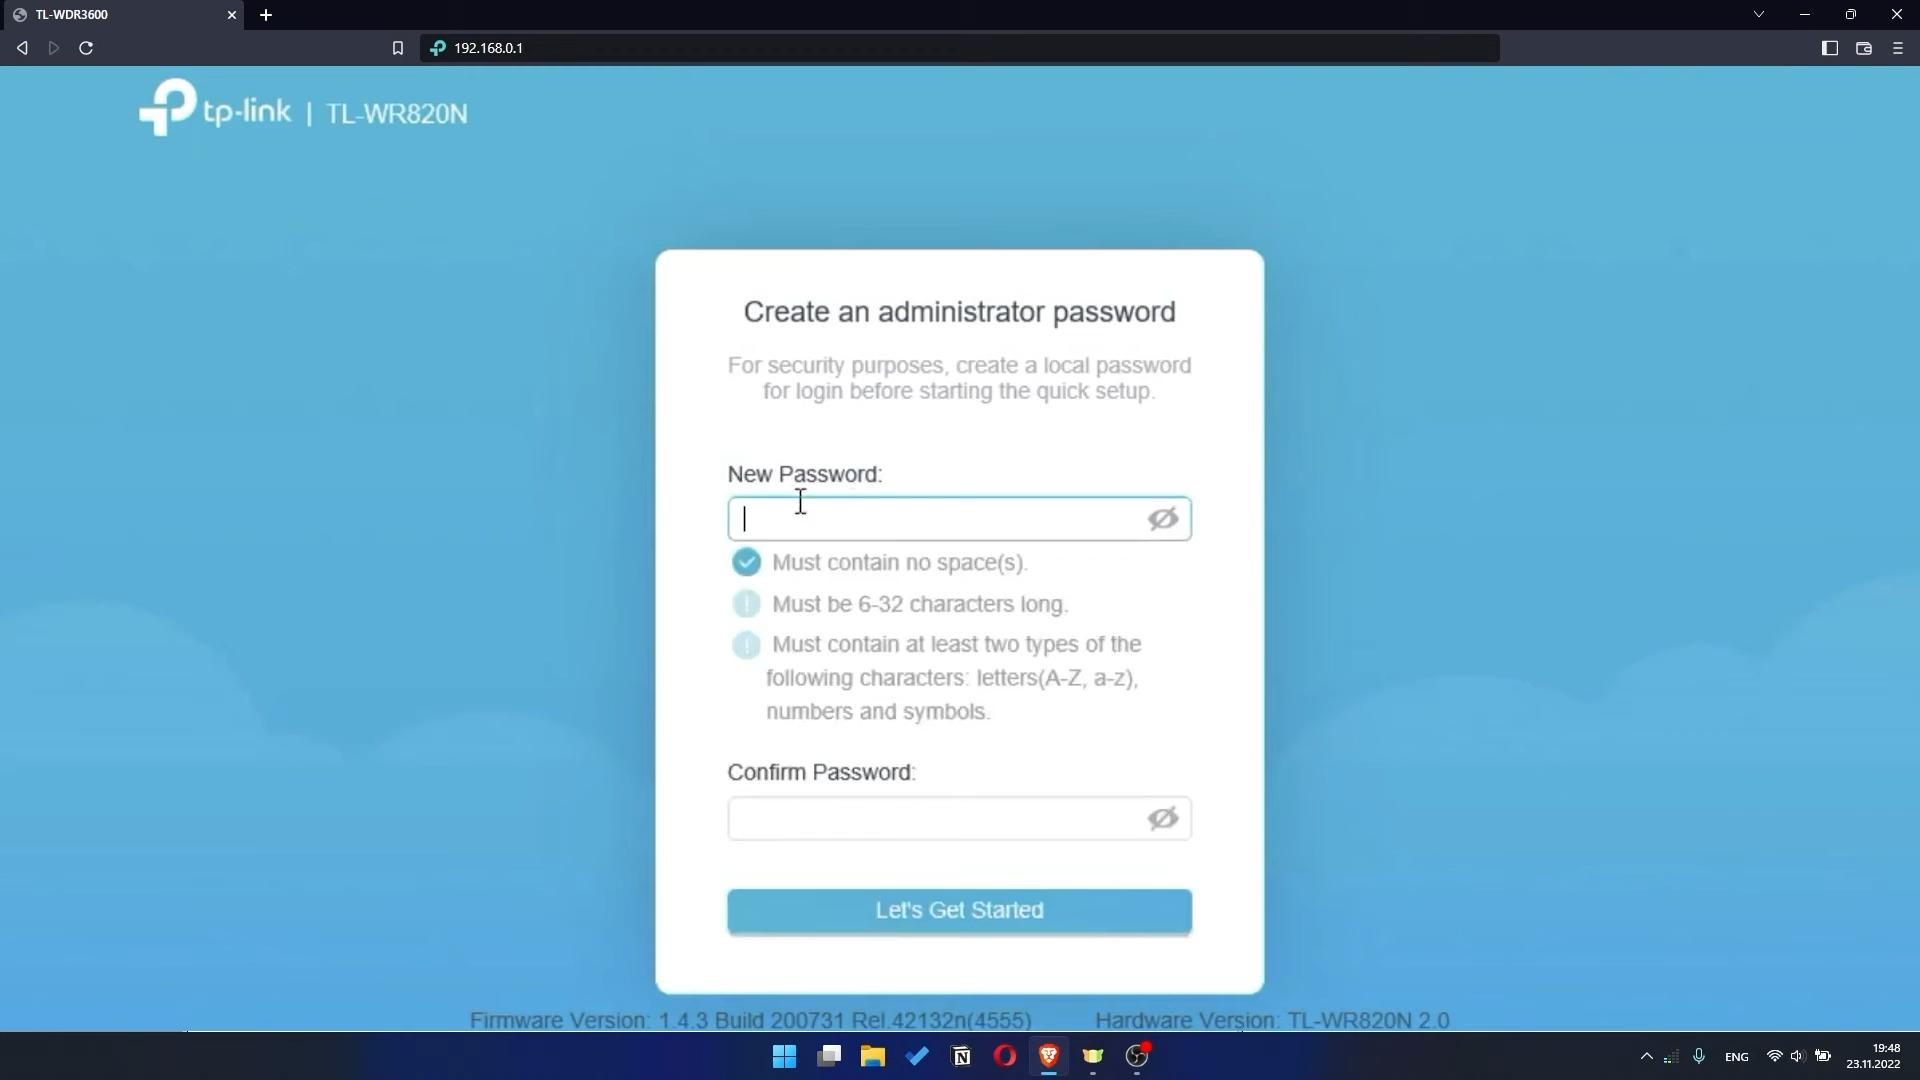 TL-WDR3600
192.168.0.1
tp-link | TL-WR820N
Create an administrator password
For security purposes, create a local password
for login before starting the quick setup.
New Password:
Must contain no space(s).
Must be 6-32 characters long.
Must contain at least two types of the
following characters: letters(A-Z, a-z),
numbers and symbols.
Confirm Password:
Let's Get Started
Firmware Version: 1.4.3 Build 200731 Rel.42132n(4555) Hardware Version: TL-WR820N 2.0
ENG
19:48
23.11.2022